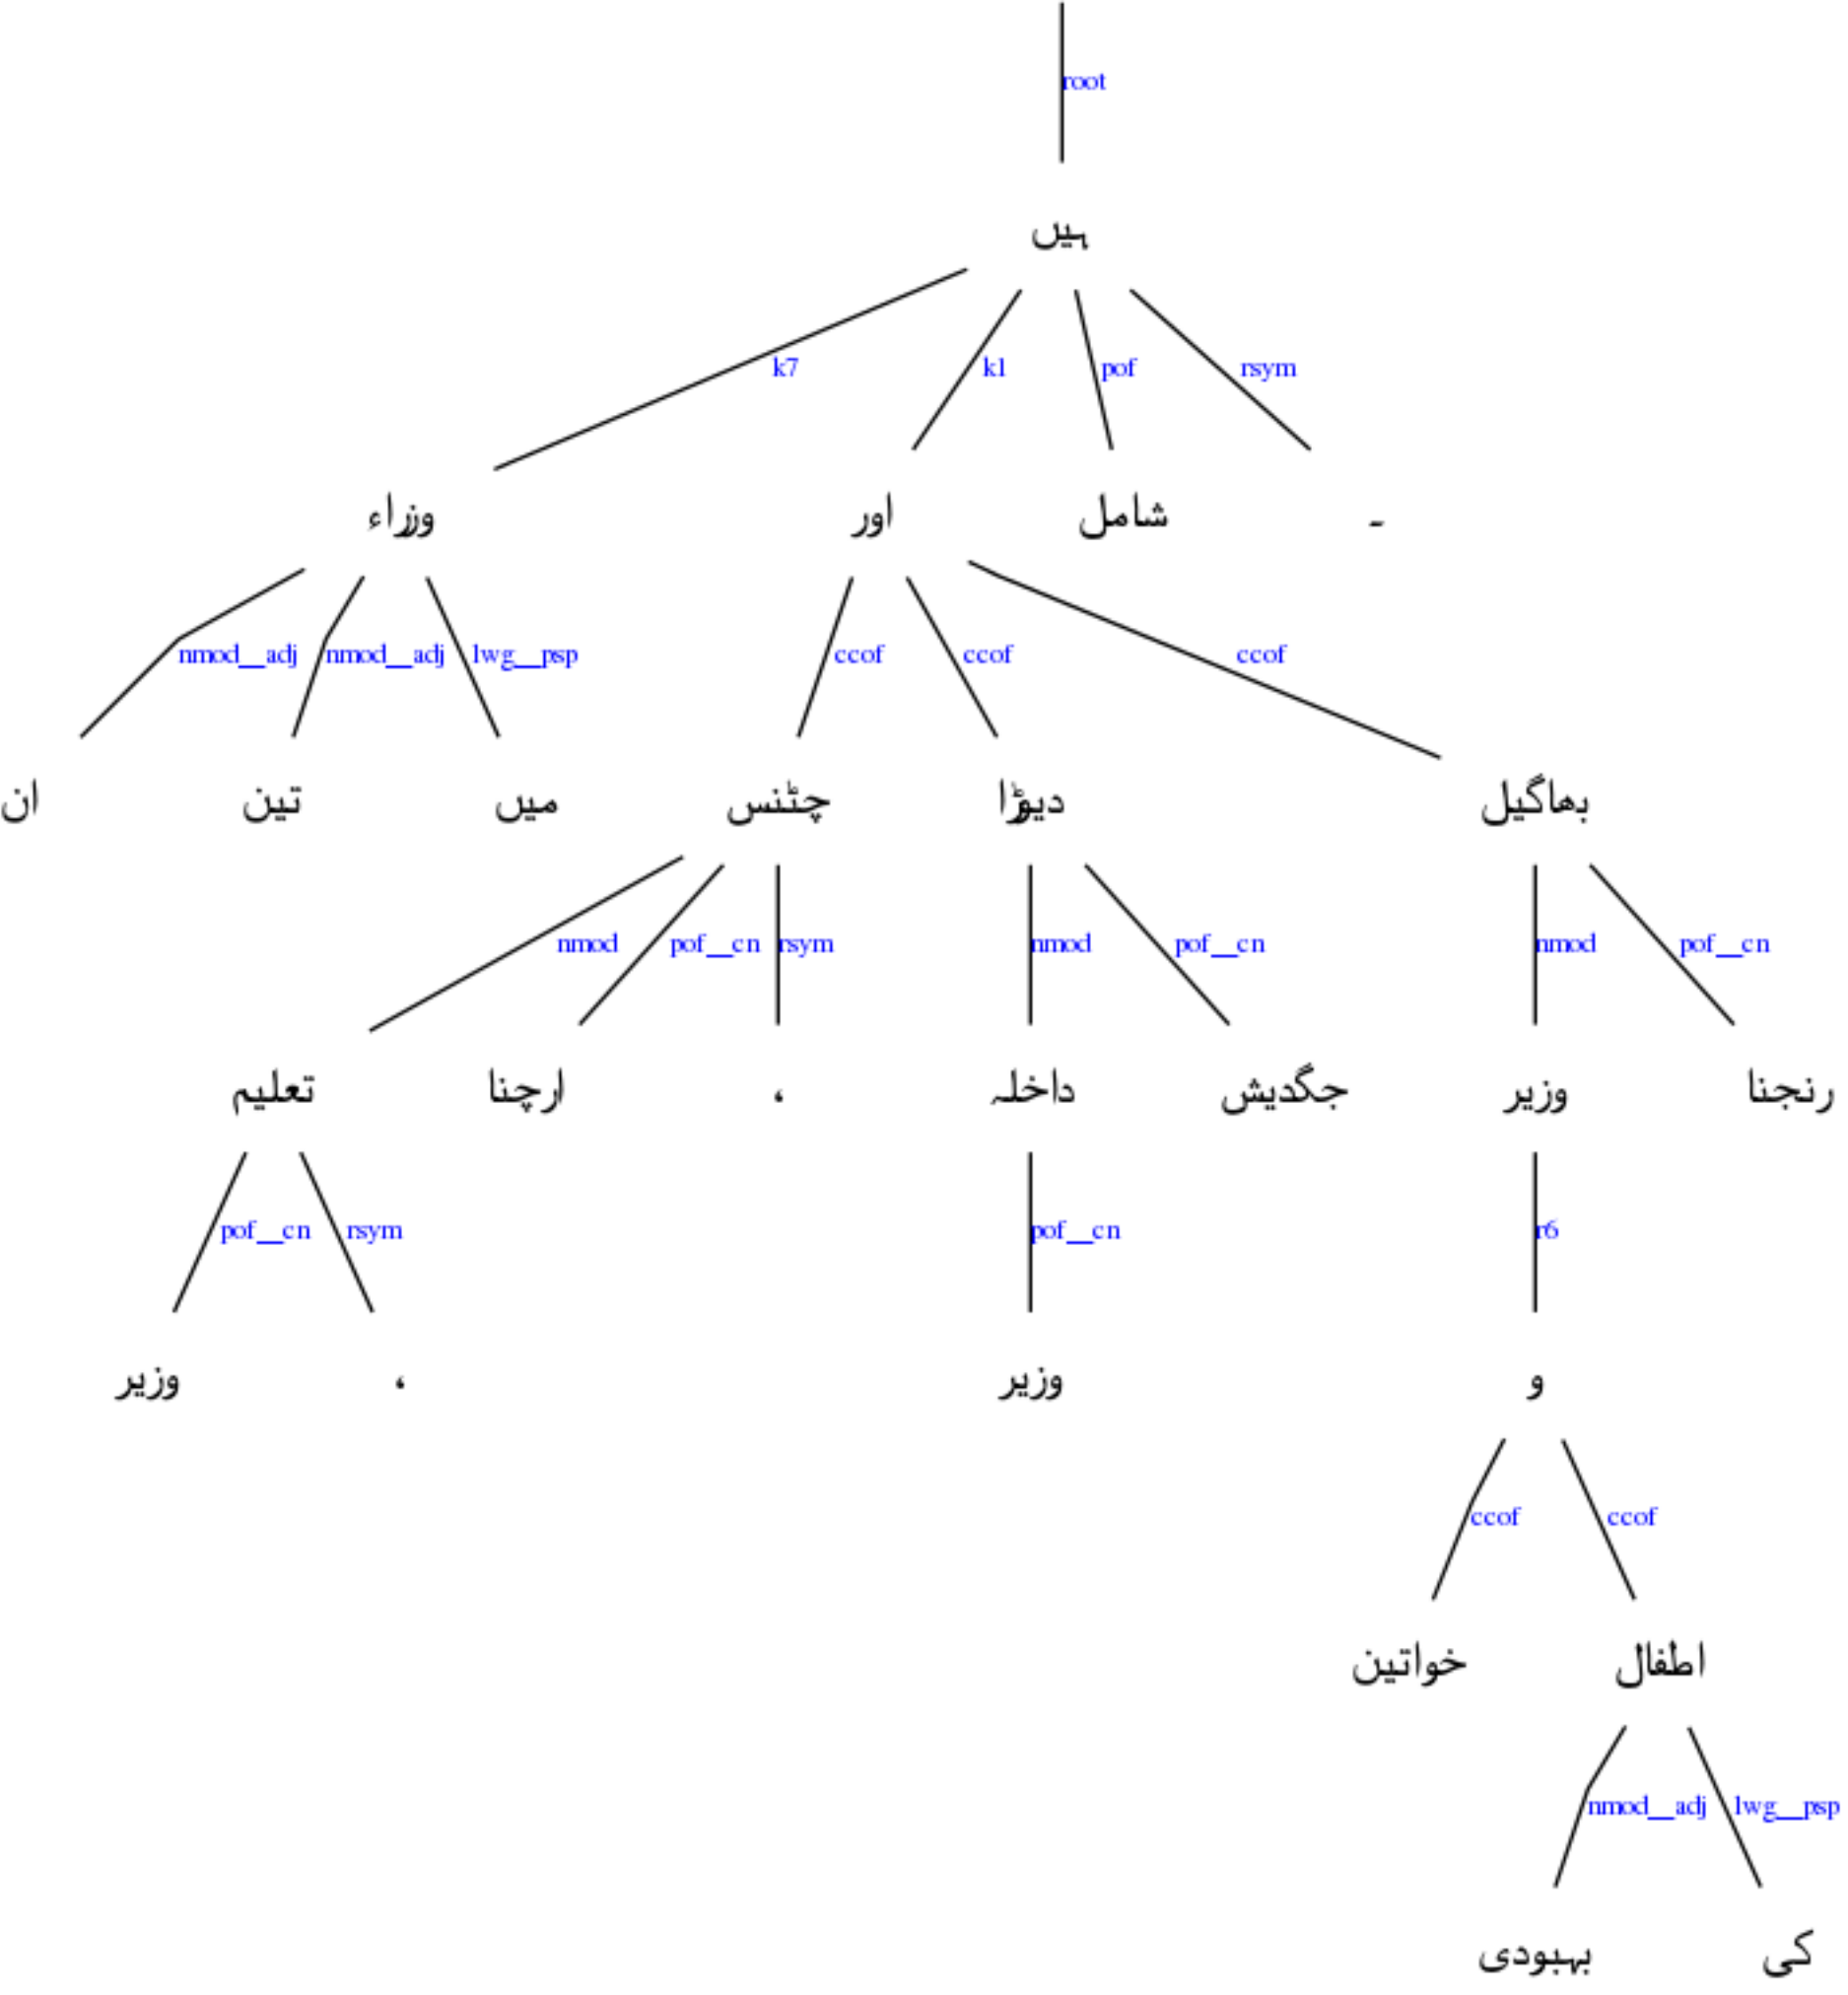 root
ہیں
k7 k1 pof rsym
وزراء اور شامل ۔
nmod__adj nmod__adj lwg__psp ccof ccof ccof
ان تین میں چٹنس دیوڑا بھاگیل
nmod pof__cn rsym nmod pof__cn nmod pof__cn
تعلیم ارچنا ، داخلہ جگدیش وزیر رنجنا
pof__cn rsym pof__cn r6
وزیر ، وزیر و
ccof ccof
خواتین اطفال
nmod__adj lwg__psp
بہبودی کی